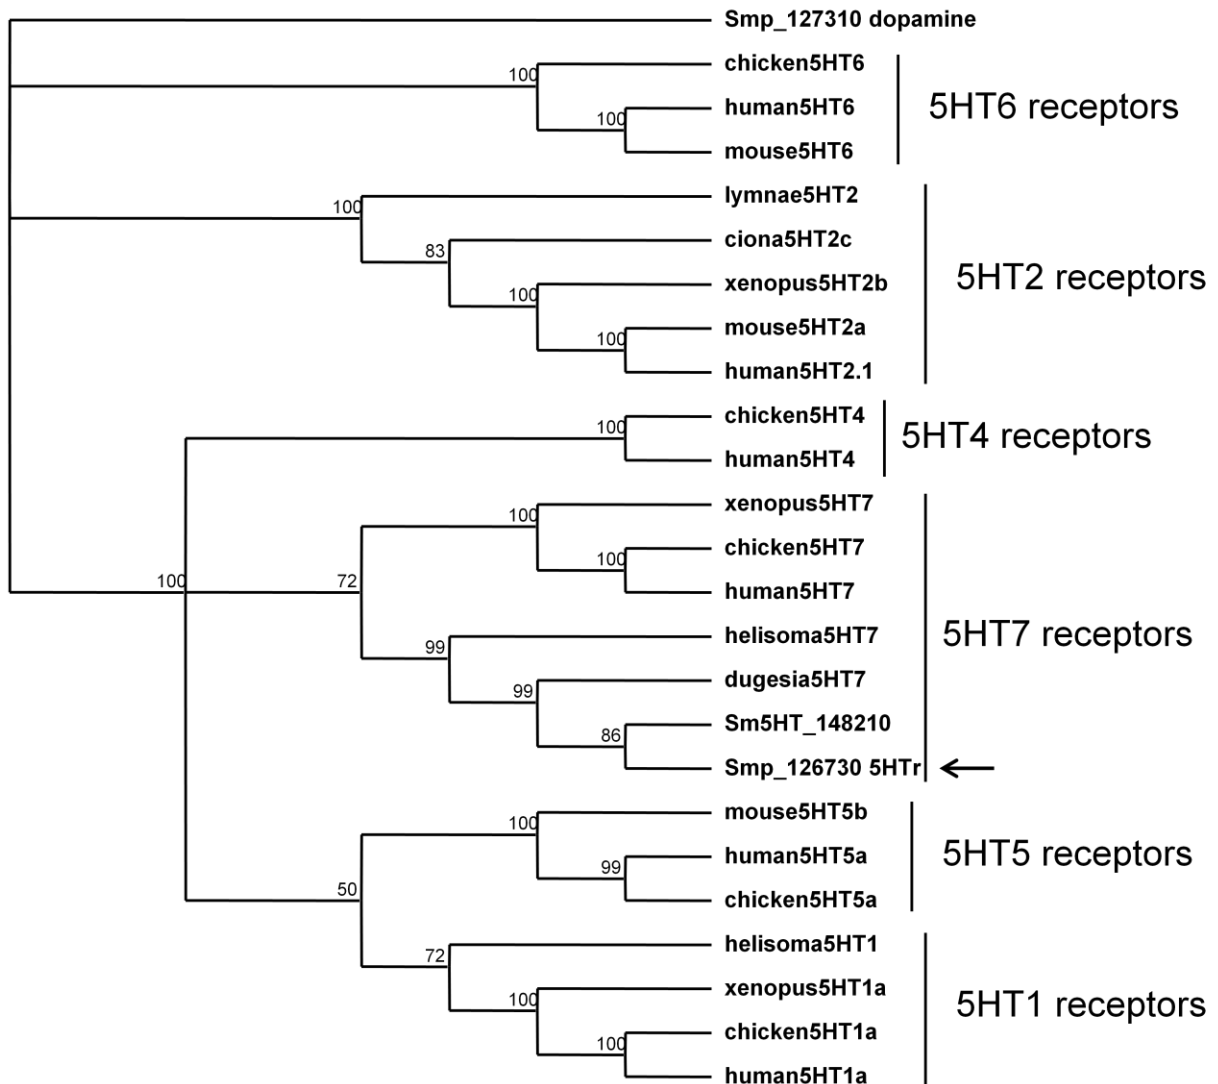 Smp_127310 dopamine
100
chicken5HT6
100
human5HT6
mouse5HT6
5HT6 receptors
100
lymnae5HT2
83
ciona5HT2c
100
xenopus5HT2b
100
mouse5HT2a
human5HT2.1
5HT2 receptors
100
chicken5HT4
human5HT4
5HT4 receptors
100
72
100
xenopus5HT7
100
chicken5HT7
human5HT7
99
helisoma5HT7
99
dugesia5HT7
86
Sm5HT_148210
Smp_126730 5HTr
5HT7 receptors
50
100
mouse5HT5b
99
human5HT5a
chicken5HT5a
5HT5 receptors
72
helisoma5HT1
100
xenopus5HT1a
100
chicken5HT1a
human5HT1a
5HT1 receptors